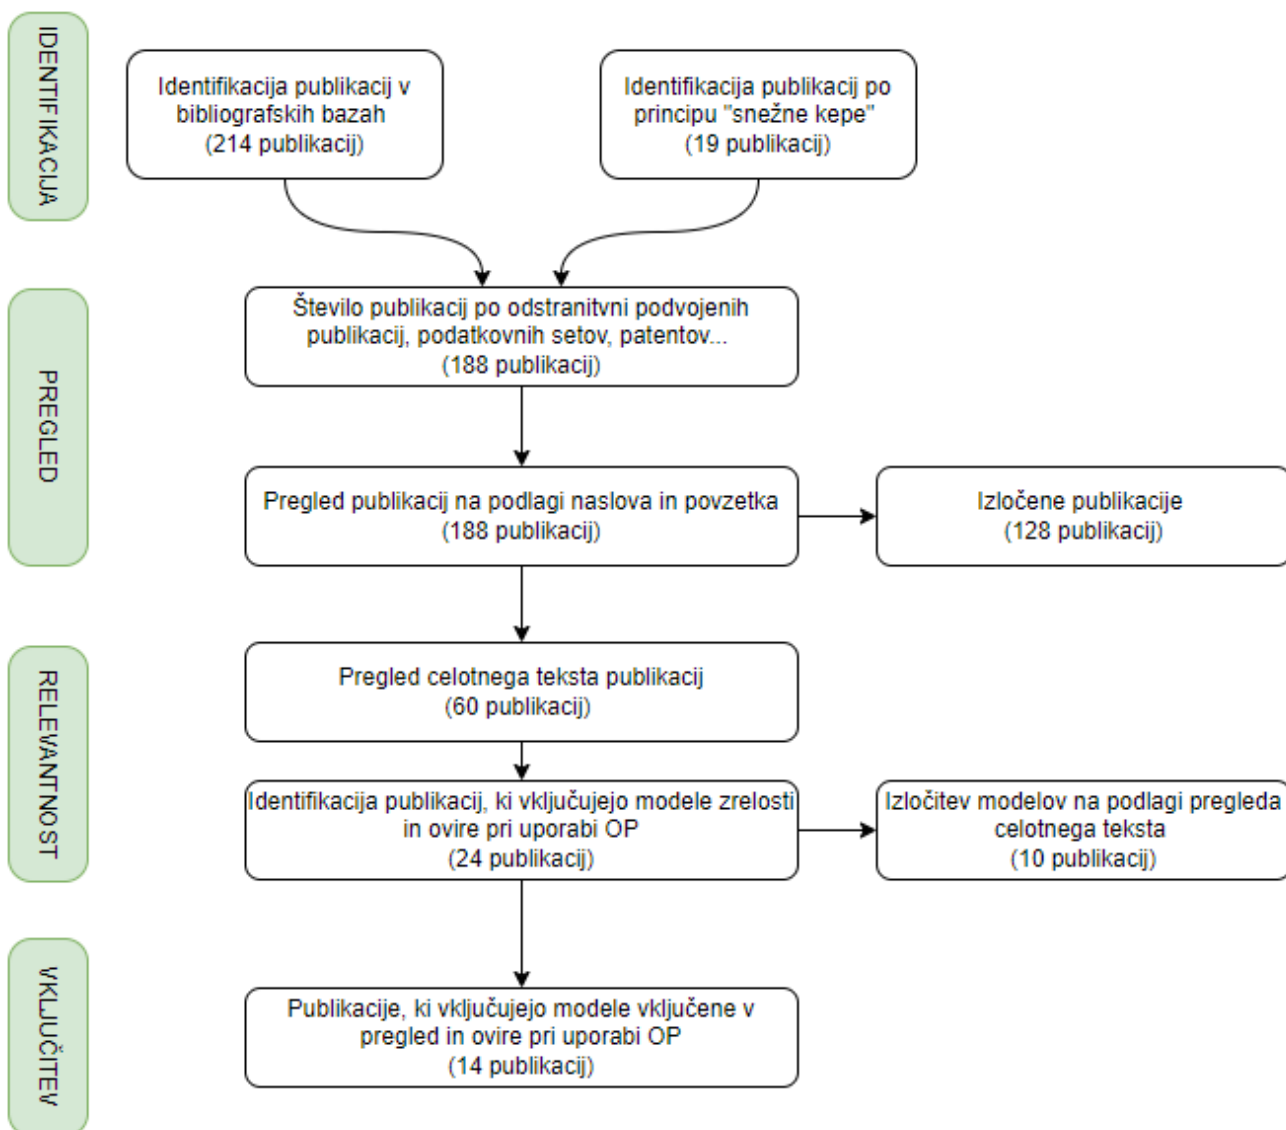 IDENTIFIKACIJA
Identifikacija publikacij v
bibliografskih bazah
(214 publikacij)
Identifikacija publikacij po
principu "snežne kepe"
(19 publikacij)
PREGLED
Število publikacij po odstranitvni podvojenih
publikacij, podatkovnih setov, patentov...
(188 publikacij)
Pregled publikacij na podlagi naslova in povzetka
(188 publikacij)
Izločene publikacije
(128 publikacij)
RELEVANTNOST
Pregled celotnega teksta publikacij
(60 publikacij)
Identifikacija publikacij, ki vključujejo modele zrelosti
in ovire pri uporabi OP
(24 publikacij)
Izločitev modelov na podlagi pregleda
celotnega teksta
(10 publikacij)
VKLJUČITEV
Publikacije, ki vključujejo modele vključene v
pregled in ovire pri uporabi OP
(14 publikacij)